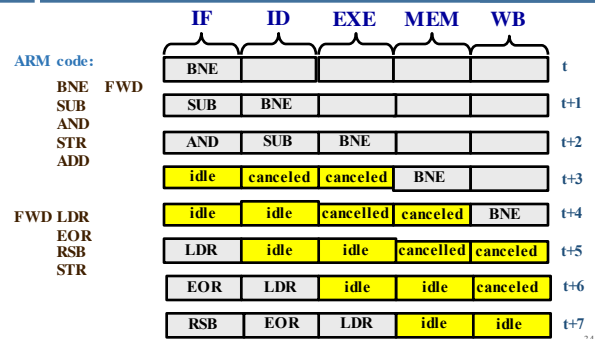 IF ID EXE MEM WB
ARM code:
BNE FWD
SUB
AND
STR
ADD
FWD LDR
EOR
RSB
STR
BNE t
SUB BNE t+1
AND SUB BNE t+2
idle canceled canceled BNE t+3
idle idle cancelled canceled BNE t+4
LDR idle idle cancelled canceled t+5
EOR LDR idle idle canceled t+6
RSB EOR LDR idle idle t+7
24